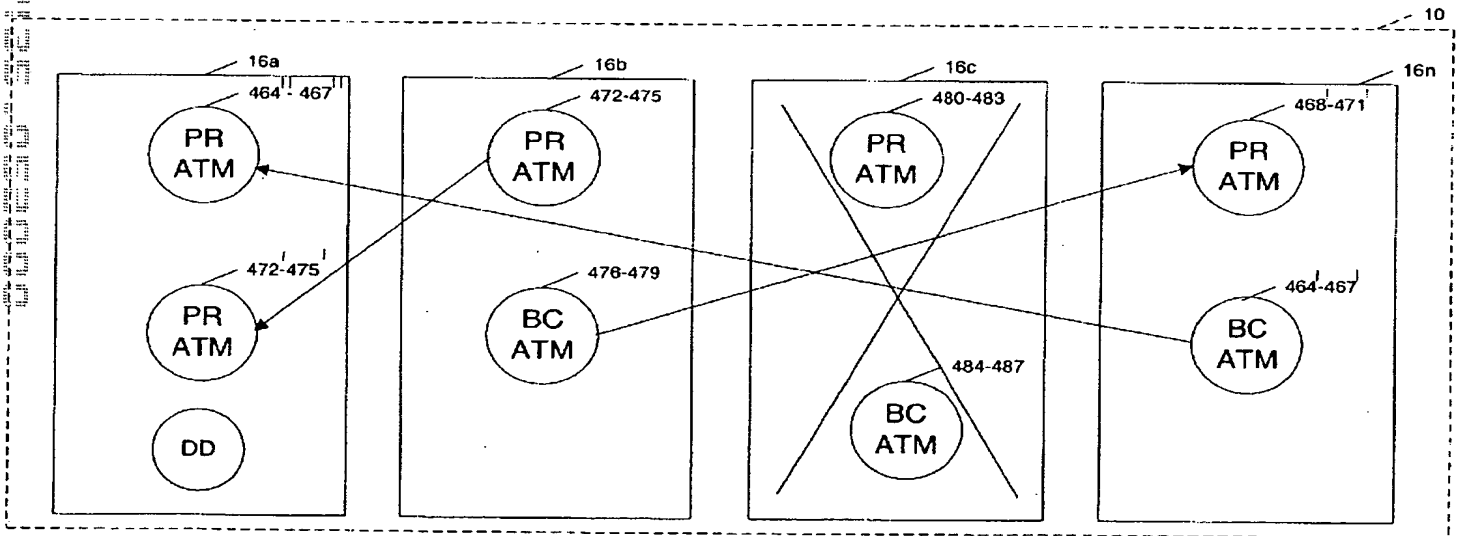 10
16a
16b
16c
16n
464''-467''
472-475
480-483
468'-471'
PR
ATM
PR
ATM
PR
ATM
PR
ATM
472'-475'
476-479
464'-467'
PR
ATM
BC
ATM
484-487
BC
ATM
BC
ATM
DD